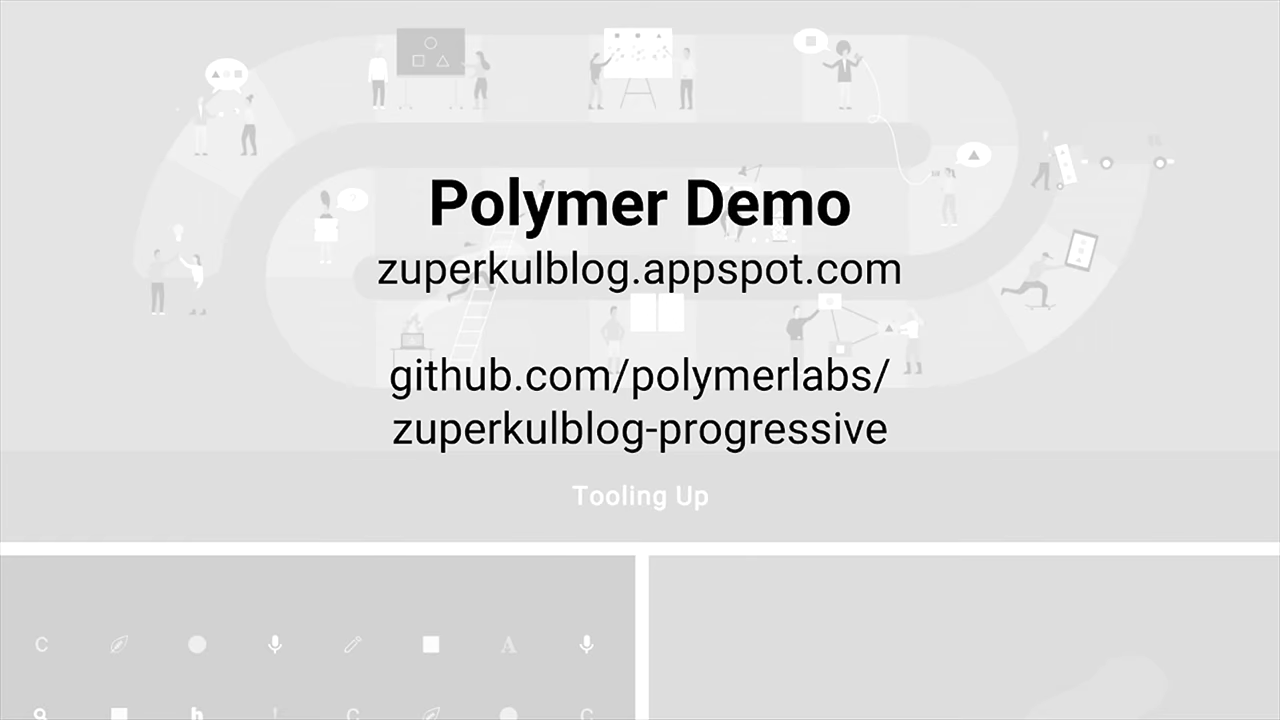 Polymer Demo
zuperkulblog.appspot.com
github.com/polymerlabs/
zuperkulblog-progressive
Tooling Up
C A
h C C